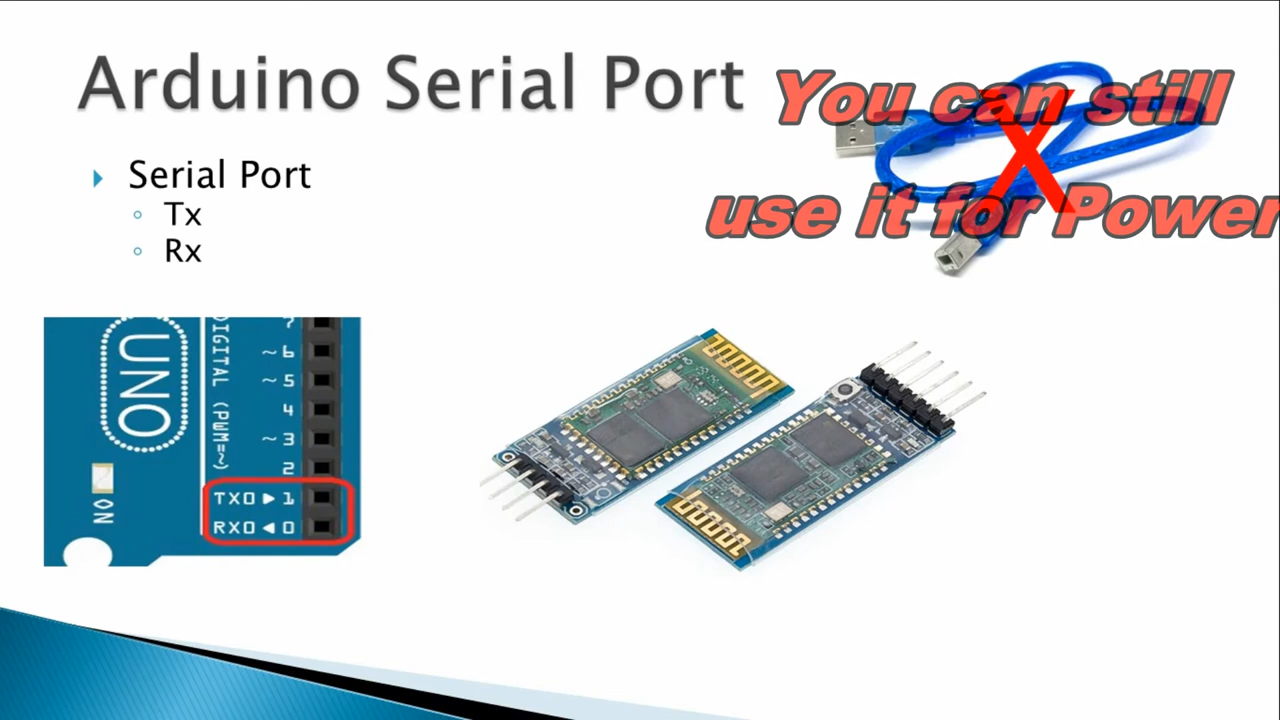 Arduino Serial Port
You can still
use it for Power
X
Serial Port
Tx
Rx
UNO
ON
DIGITAL (PWM=~)
7
~6
~5
4
~3
2
TX0▶1
RX0◀0